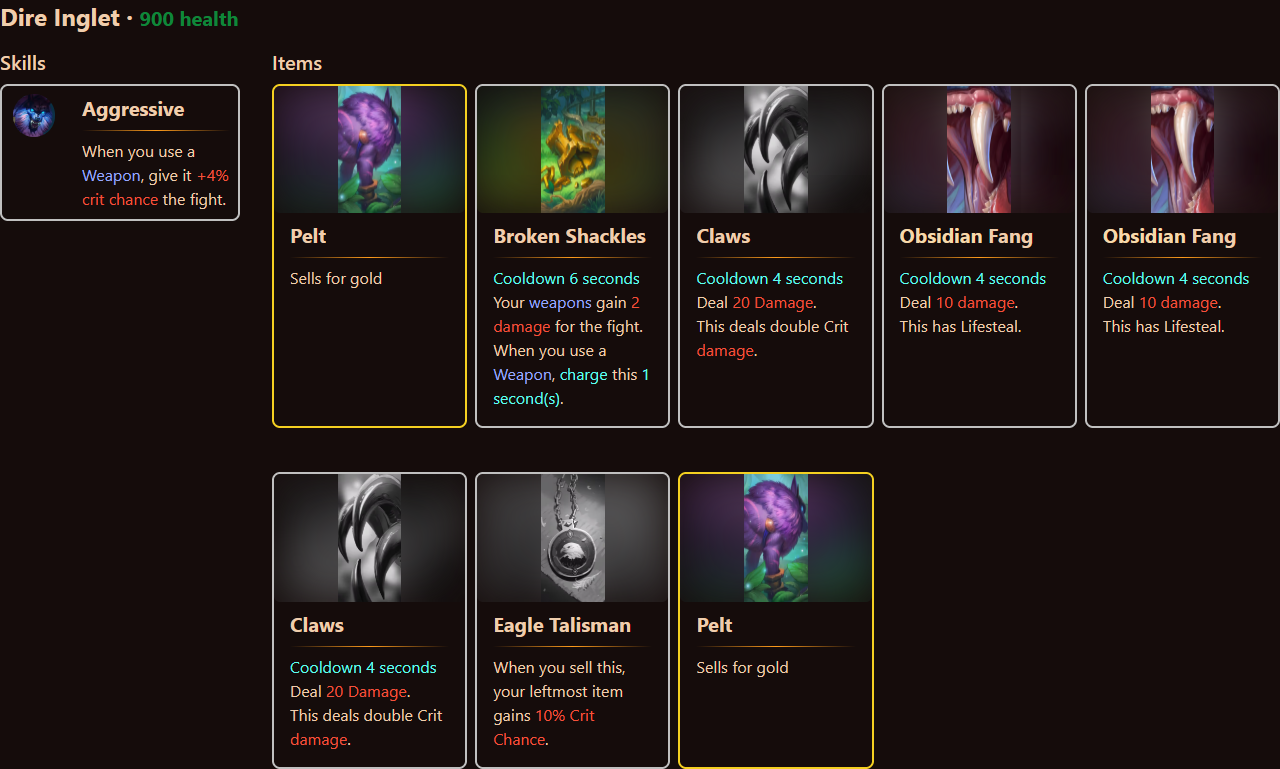 Dire Inglet · 900 health
Skills
Aggressive
When you use a
Weapon, give it +4%
crit chance the fight.
Items
Pelt
Sells for gold
Broken Shackles
Cooldown 6 seconds
Your weapons gain 2
damage for the fight.
When you use a
Weapon, charge this 1
second(s).
Claws
Cooldown 4 seconds
Deal 20 Damage.
This deals double Crit
damage.
Obsidian Fang
Cooldown 4 seconds
Deal 10 damage.
This has Lifesteal.
Obsidian Fang
Cooldown 4 seconds
Deal 10 damage.
This has Lifesteal.
Claws
Cooldown 4 seconds
Deal 20 Damage.
This deals double Crit
damage.
Eagle Talisman
When you sell this,
your leftmost item
gains 10% Crit
Chance.
Pelt
Sells for gold